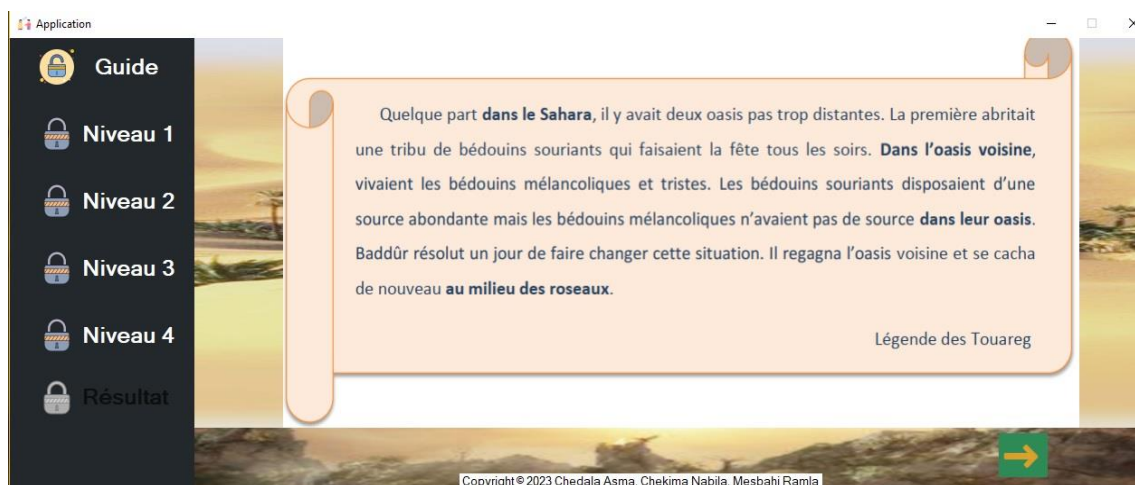 Application
Guide
Niveau 1
Niveau 2
Niveau 3
Niveau 4
Résultat
Quelque part dans le Sahara, il y avait deux oasis pas trop distantes. La première abritait
une tribu de bédouins souriants qui faisaient la fête tous les soirs. Dans l’oasis voisine,
vivaient les bédouins mélancoliques et tristes. Les bédouins souriants disposaient d’une
source abondante mais les bédouins mélancoliques n’avaient pas de source dans leur oasis.
Baddûr résolut un jour de faire changer cette situation. Il regagna l’oasis voisine et se cacha
de nouveau au milieu des roseaux.
Légende des Touareg
Copyright © 2023 Chedala Asma, Chekima Nabila, Mesbahi Ramla